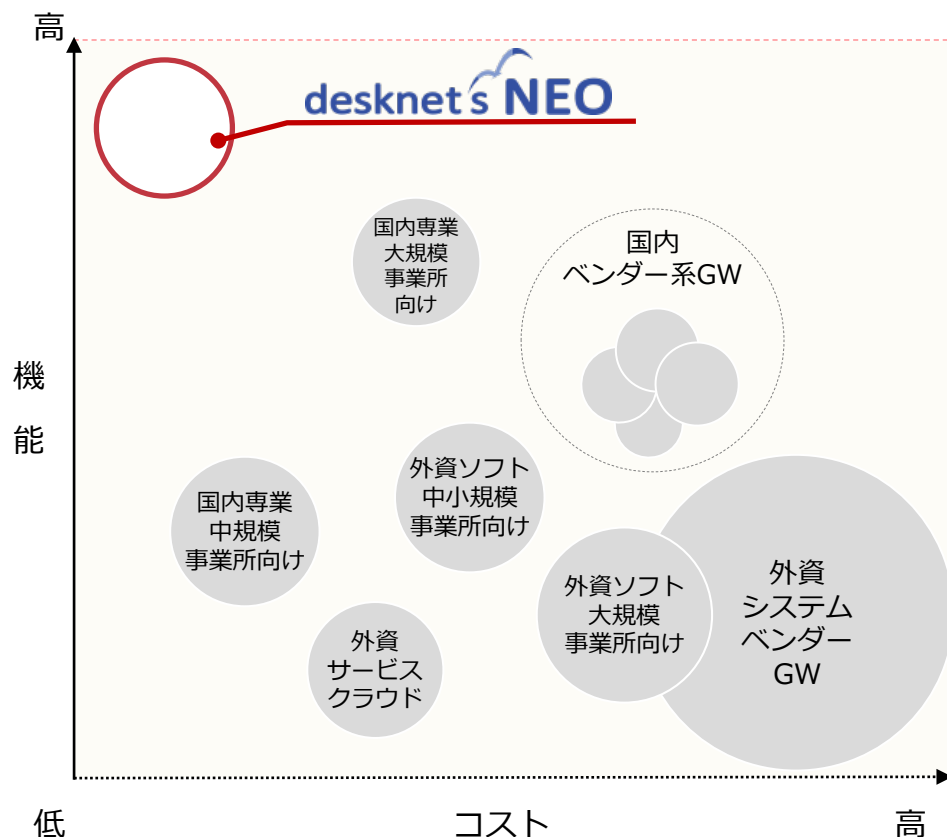 高
desknet's NEO
国内専業
大規模
事業所
向け
国内
ベンダー系GW
機
能
外資ソフト
中小規模
事業所向け
国内専業
中規模
事業所向け
外資ソフト
大規模
事業所向け
外資
システム
ベンダー
GW
外資
サービス
クラウド
低
コスト
高